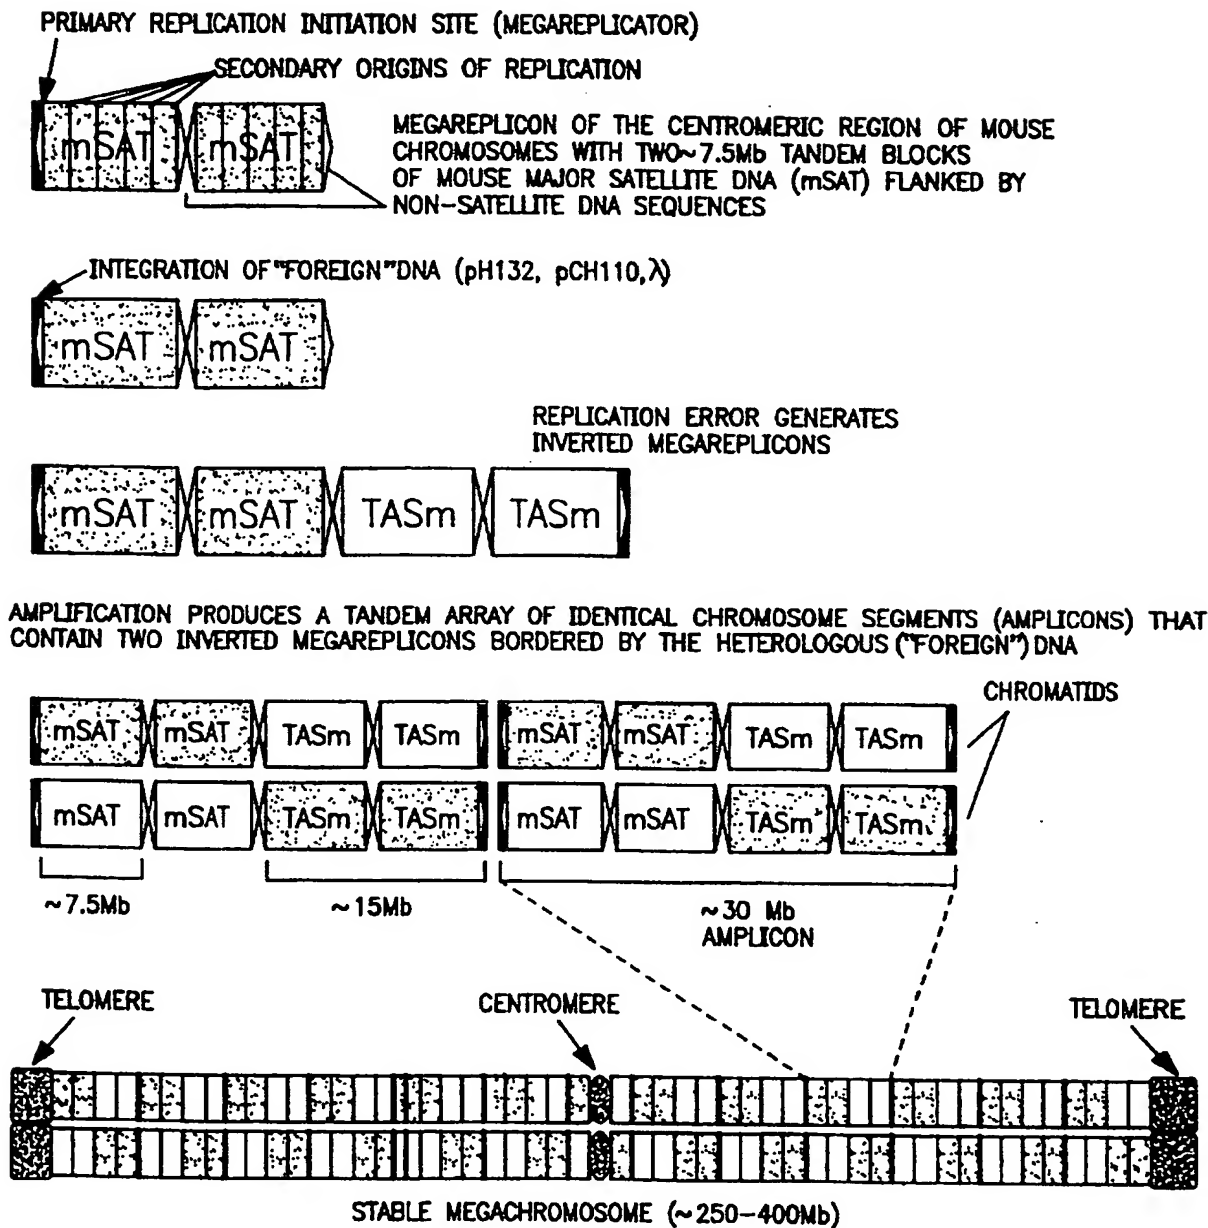 PRIMARY REPLICATION INITIATION SITE (MEGAREPLICATOR)
SECONDARY ORIGINS OF REPLICATION
mSAT mSAT
MEGAREPLICON OF THE CENTROMERIC REGION OF MOUSE
CHROMOSOMES WITH TWO~7.5Mb TANDEM BLOCKS
OF MOUSE MAJOR SATELLITE DNA (mSAT) FLANKED BY
NON-SATELLITE DNA SEQUENCES
INTEGRATION OF "FOREIGN" DNA (pH132, pCH110,λ)
mSAT mSAT
REPLICATION ERROR GENERATES
INVERTED MEGAREPLICONS
mSAT mSAT TASm TASm
AMPLIFICATION PRODUCES A TANDEM ARRAY OF IDENTICAL CHROMOSOME SEGMENTS (AMPLICONS) THAT
CONTAIN TWO INVERTED MEGAREPLICONS BORDERED BY THE HETEROLOGOUS ("FOREIGN") DNA
CHROMATIDS
mSAT mSAT TASm TASm mSAT mSAT TASm TASm
mSAT mSAT TASm TASm mSAT mSAT TASm TASm
~7.5Mb ~15Mb ~30 Mb
AMPLICON
TELOMERE CENTROMERE TELOMERE
STABLE MEGACHROMOSOME (~250-400Mb)